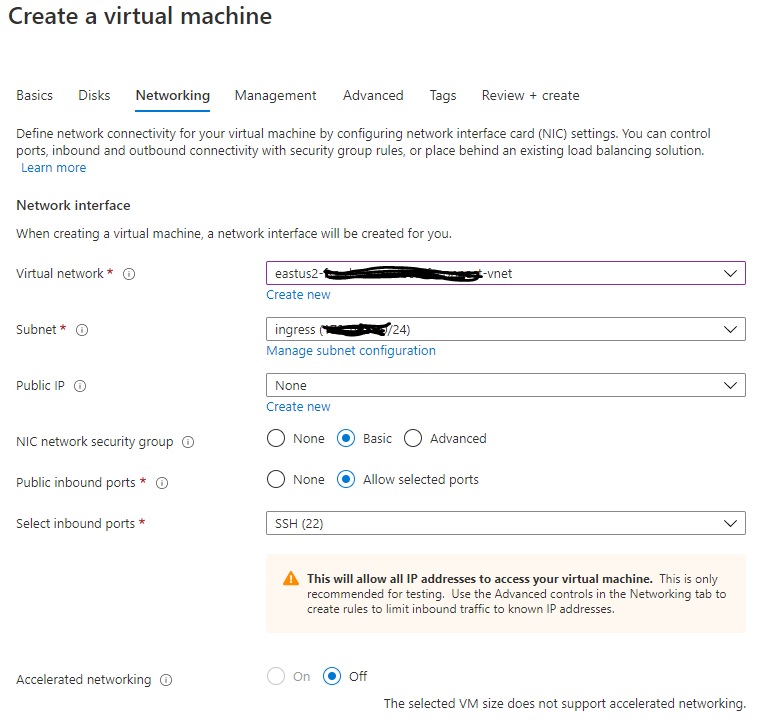 Create a virtual machine
Basics Disks Networking Management Advanced Tags Review + create
Define network connectivity for your virtual machine by configuring network interface card (NIC) settings. You can control
ports, inbound and outbound connectivity with security group rules, or place behind an existing load balancing solution.
Learn more
Network interface
When creating a virtual machine, a network interface will be created for you.
Virtual network * eastus2- -vnet
Create new
Subnet * ingress ( /24)
Manage subnet configuration
Public IP None
Create new
NIC network security group None Basic Advanced
Public inbound ports * None Allow selected ports
Select inbound ports * SSH (22)
This will allow all IP addresses to access your virtual machine. This is only
recommended for testing. Use the Advanced controls in the Networking tab to
create rules to limit inbound traffic to known IP addresses.
Accelerated networking On Off
The selected VM size does not support accelerated networking.